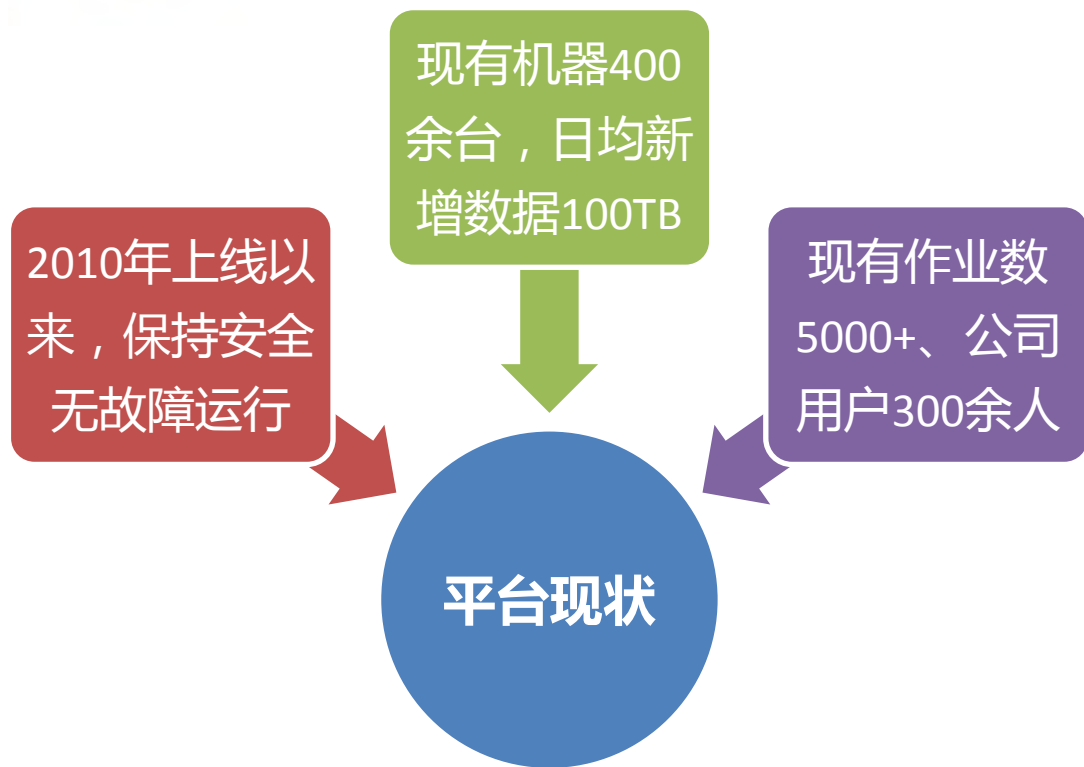 现有机器400
余台，日均新
增数据100TB
2010年上线以
来，保持安全
无故障运行
现有作业数
5000+、公司
用户300余人
平台现状